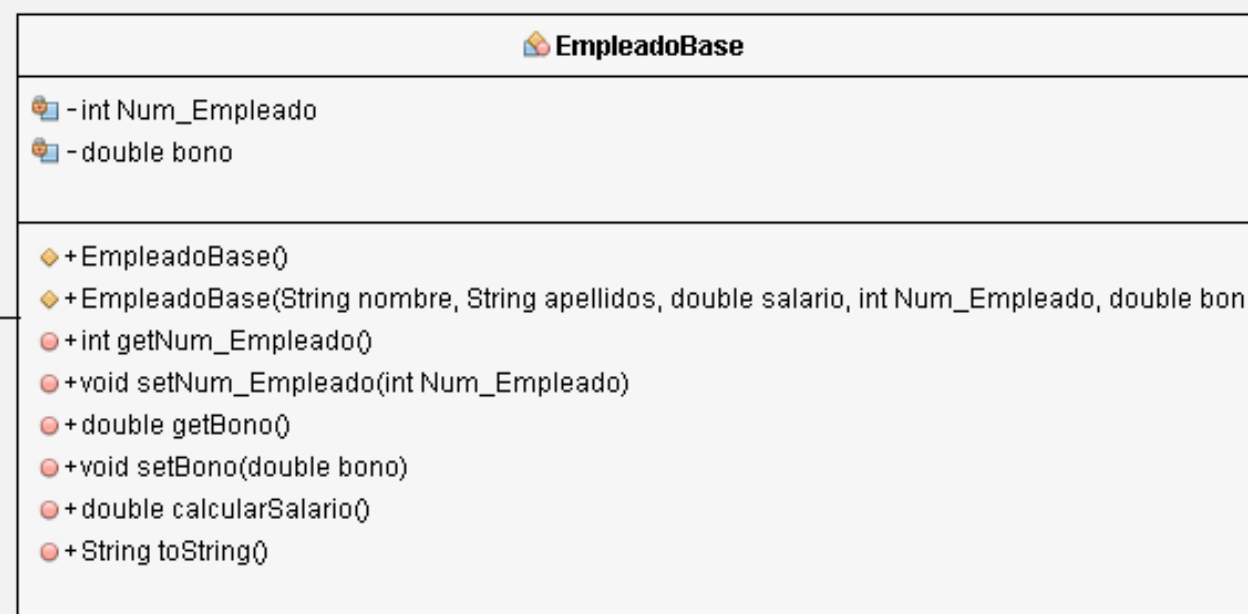 EmpleadoBase
-int Num_Empleado
-double bono
+EmpleadoBase()
+EmpleadoBase(String nombre, String apellidos, double salario, int Num_Empleado, double bon
+int getNum_Empleado()
+void setNum_Empleado(int Num_Empleado)
+double getBono()
+void setBono(double bono)
+double calcularSalario()
+String toString()